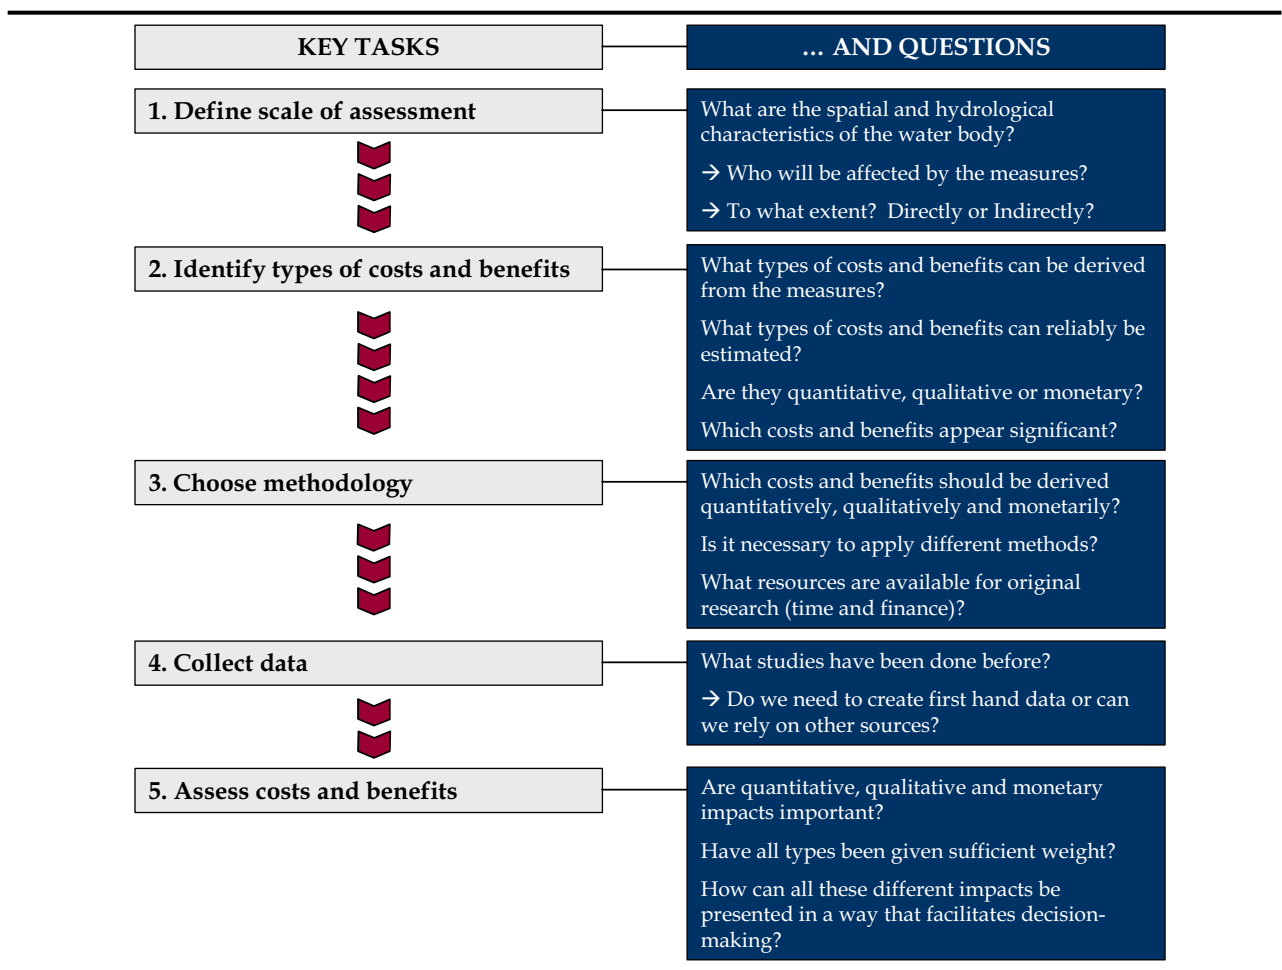 KEY TASKS
… AND QUESTIONS
1. Define scale of assessment
What are the spatial and hydrological
characteristics of the water body?
→ Who will be affected by the measures?
→ To what extent?  Directly or Indirectly?
2. Identify types of costs and benefits
What types of costs and benefits can be derived
from the measures?
What types of costs and benefits can reliably be
estimated?
Are they quantitative, qualitative or monetary?
Which costs and benefits appear significant?
3. Choose methodology
Which costs and benefits should be derived
quantitatively, qualitatively and monetarily?
Is it necessary to apply different methods?
What resources are available for original
research (time and finance)?
4. Collect data
What studies have been done before?
→ Do we need to create first hand data or can
we rely on other sources?
5. Assess costs and benefits
Are quantitative, qualitative and monetary
impacts important?
Have all types been given sufficient weight?
How can all these different impacts be
presented in a way that facilitates decision-
making?